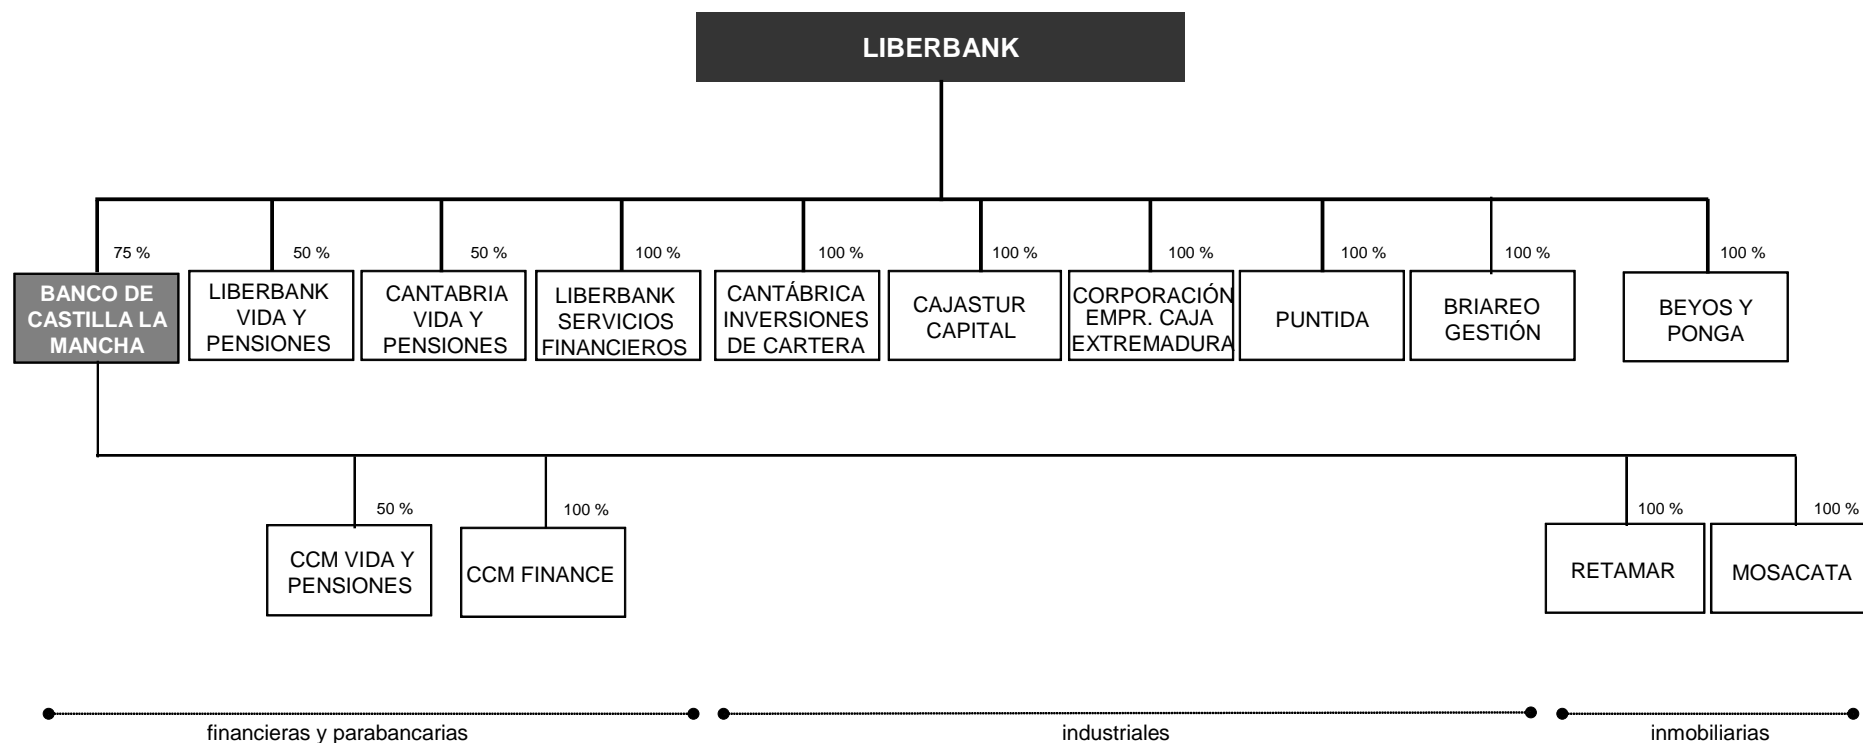 LIBERBANK
75 %
50 %
50 %
100 %
100 %
100 %
100 %
100 %
100 %
100 %
BANCO DE
CASTILLA LA
MANCHA
LIBERBANK
VIDA Y
PENSIONES
CANTABRIA
VIDA Y
PENSIONES
LIBERBANK
SERVICIOS
FINANCIEROS
CANTÁBRICA
INVERSIONES
DE CARTERA
CAJASTUR
CAPITAL
CORPORACIÓN
EMPR. CAJA
EXTREMADURA
PUNTIDA
BRIAREO
GESTIÓN
BEYOS Y
PONGA
50 %
100 %
100 %
100 %
CCM VIDA Y
PENSIONES
CCM FINANCE
RETAMAR
MOSACATA
financieras y parabancarias
industriales
inmobiliarias